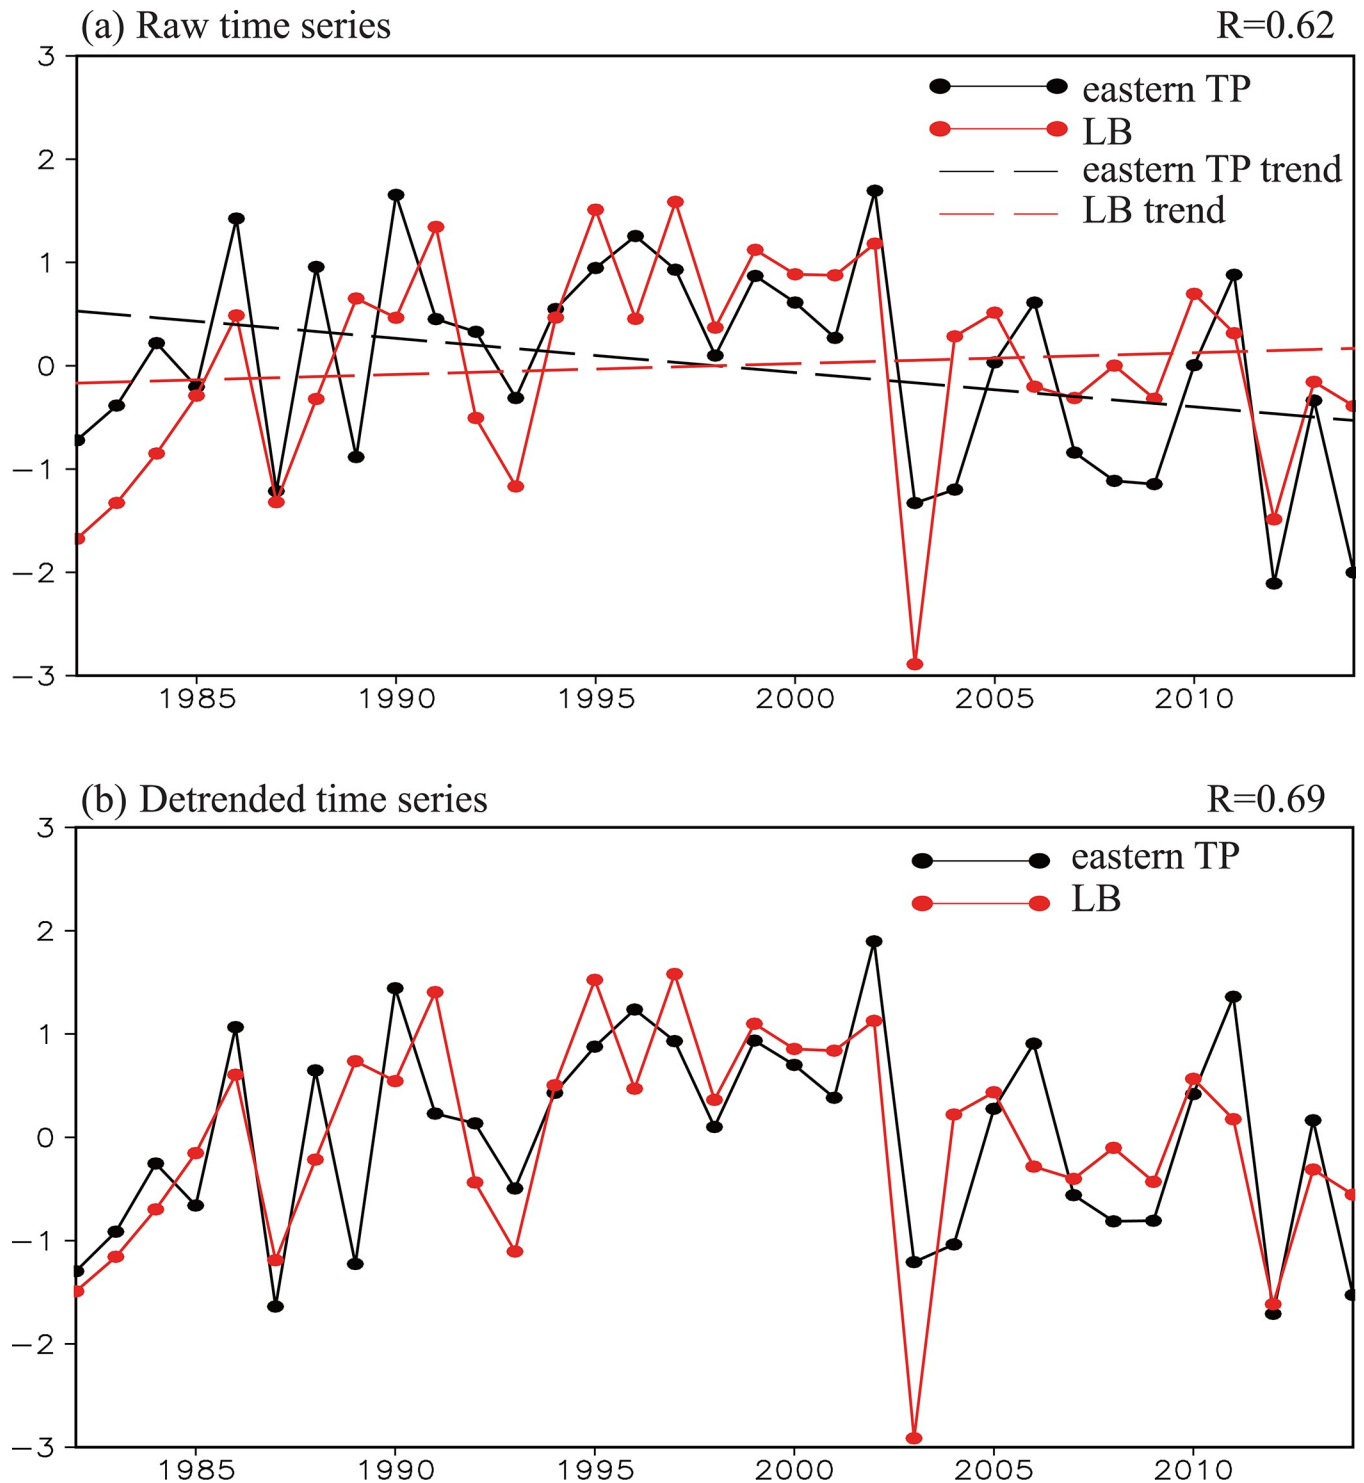 (a) Raw time series R=0.62
3
eastern TP
LB
2
eastern TP trend
LB trend
1
0
−1
−2
−3
1985 1990 1995 2000 2005 2010
(b) Detrended time series R=0.69
3
eastern TP
LB
2
1
0
−1
−2
−3
1985 1990 1995 2000 2005 2010